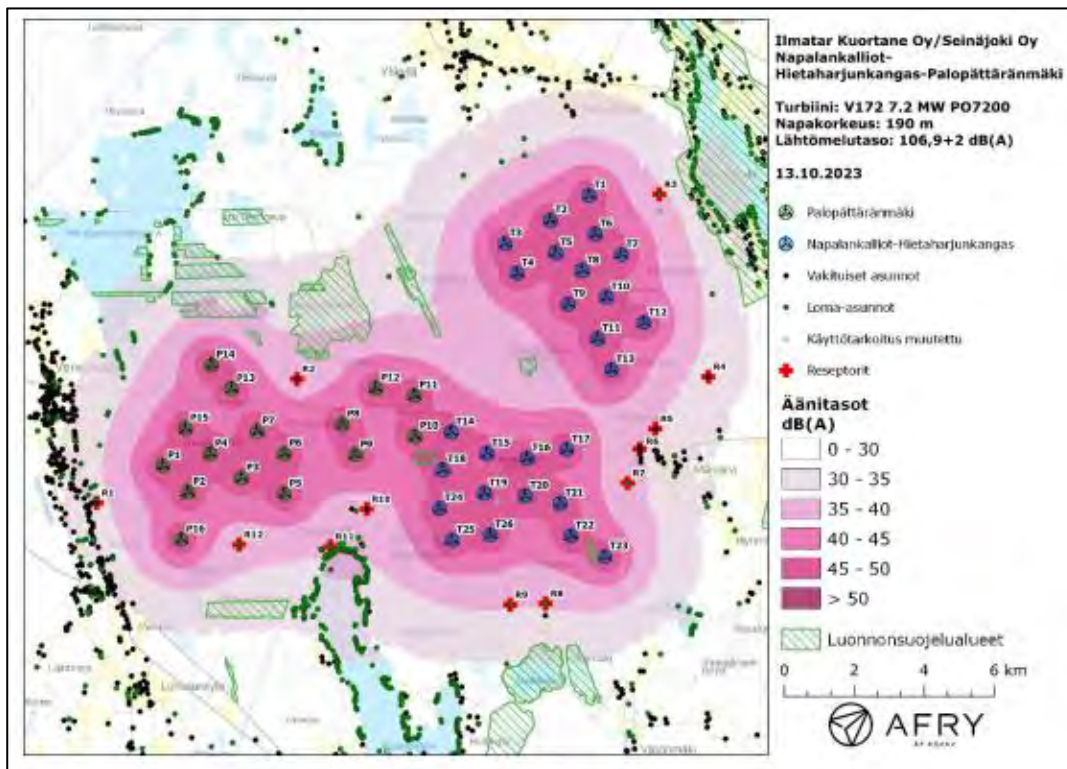 Ilmatar Kuortane Oy/Seinäjoki Oy
Napalankalliot-
Hietaharjunkangas-Palopättäränmäki
Turbiini: V172 7.2 MW PO7200
Napakorkeus: 190 m
Lähtömelutaso: 106,9+2 dB(A)
13.10.2023
Palopättäränmäki
Napalankalliot-Hietaharjunkangas
Vakituiset asunnot
Loma-asunnot
Käyttötarkoitus muutettu
Reseptorit
Äänitasot
dB(A)
0 - 30
30 - 35
35 - 40
40 - 45
45 - 50
> 50
Luonnonsuojelualueet
0 2 4 6 km
AFRY
T1
R3
T2
T6
T3
T5
T7
T4
T8
T9
T10
T12
T11
T13
R4
P14
P13
R2
P12
P11
P15
P7
P8
P10
T14
R5
P1
P4
P6
P9
T15
T16
T17
R6
T18
P3
R7
P2
P5
T19
T20
T21
R1
R10
T24
P16
R12
R11
T25
T26
T22
T23
R9
R8